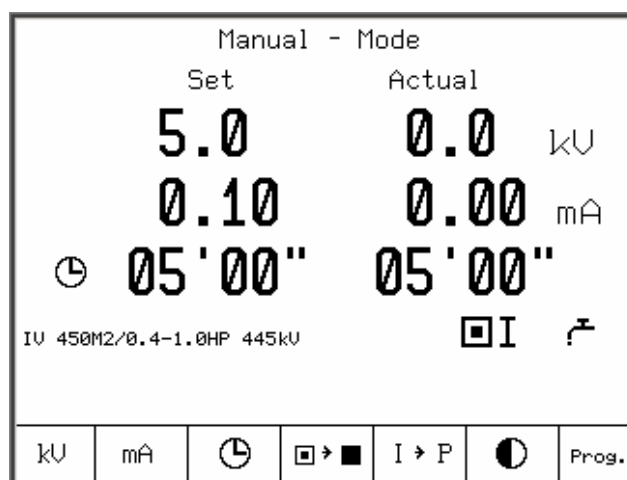 Manual - Mode
Set Actual
5.0 0.0 kV
0.10 0.00 mA
05'00" 05'00"
IV 450M2/0.4-1.0HP 445kV I
kV mA I → P Prog.